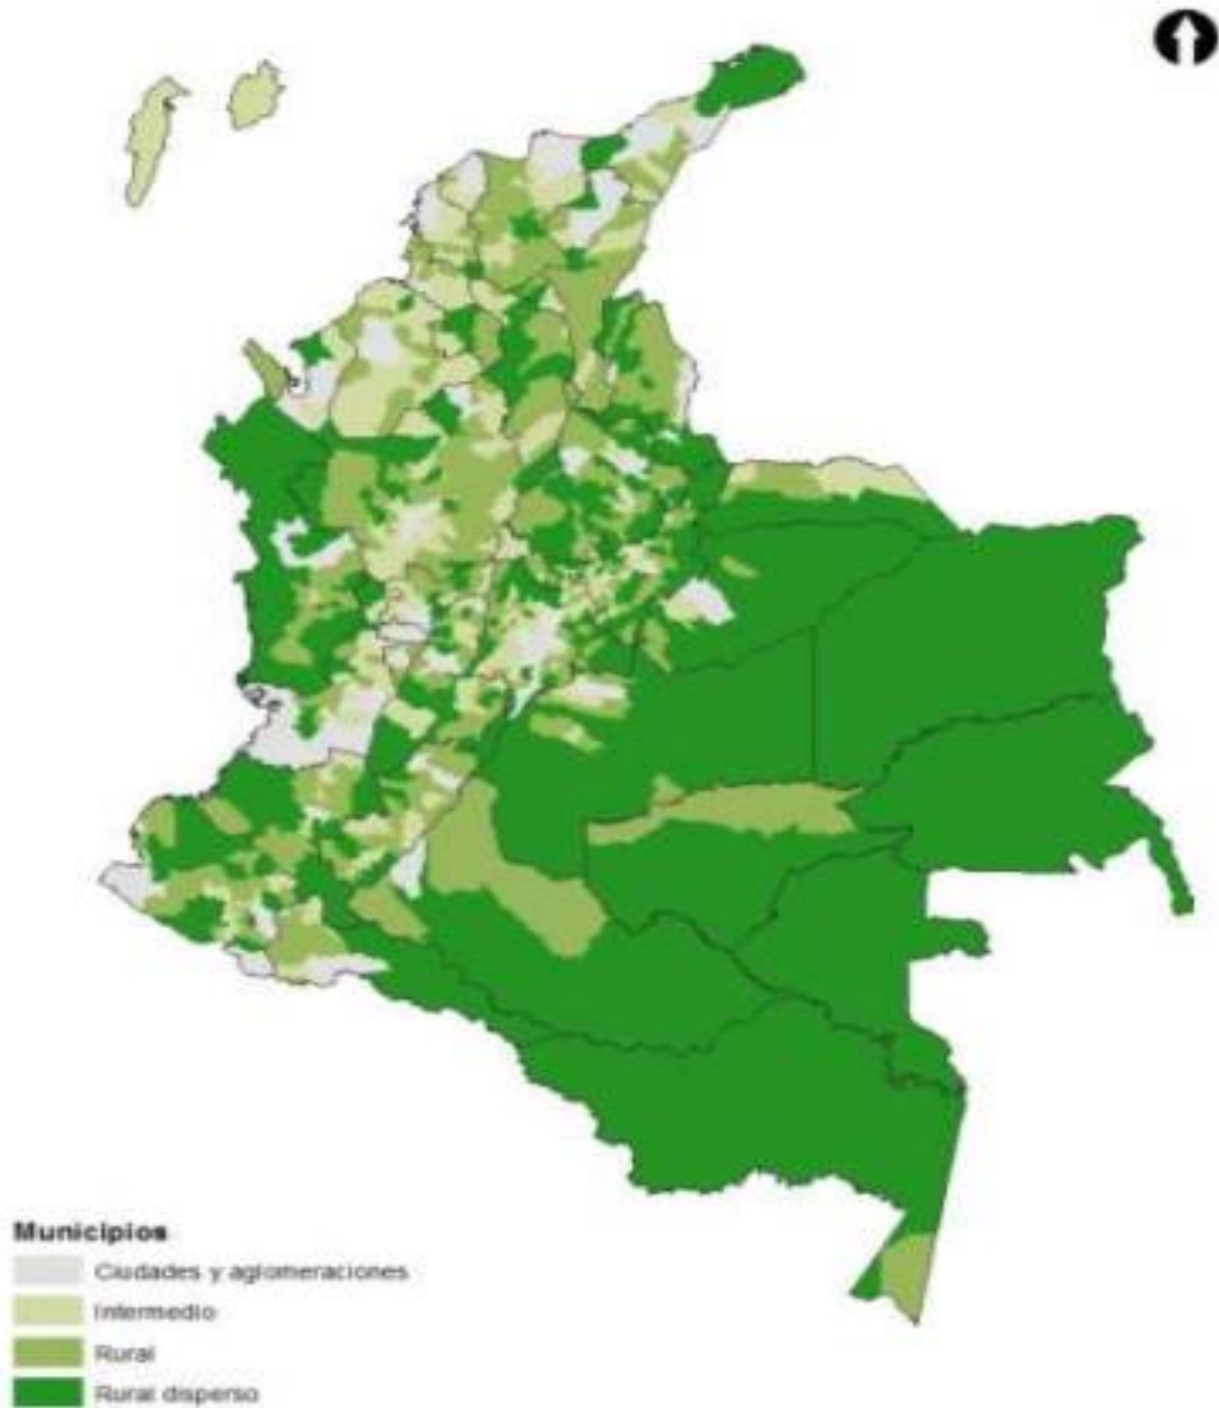 Municipios
Ciudades y aglomeraciones
Intermedio
Rural
Rural disperso